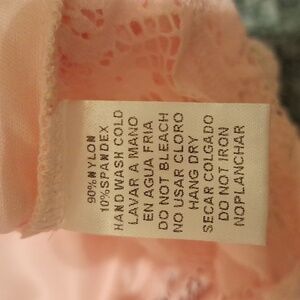 90%NYLON
10%SPANDEX
HAND WASH COLD
LAVAR A MANO
EN AGUA FRIA
DO NOT BLEACH
NO USAR CLORO
HANG DRY
SECAR COLGADO
DO NOT IRON
NOPLANCHAR